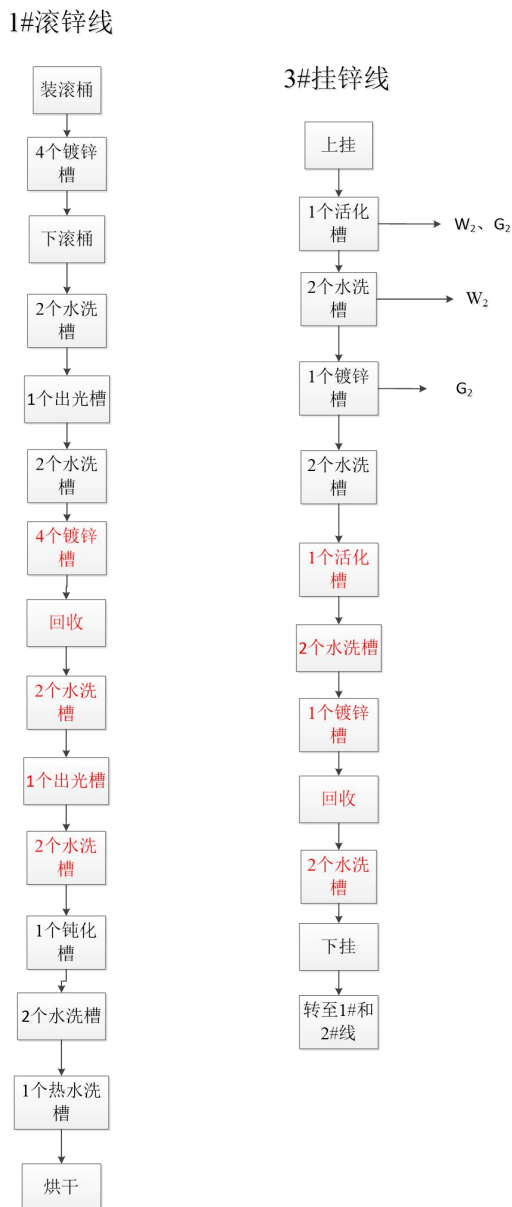 1#滚锌线
装滚桶
4个镀锌
槽
下滚桶
2个水洗
槽
1个出光槽
2个水洗
槽
4个镀锌
槽
回收
2个水洗
槽
1个出光槽
2个水洗
槽
1个钝化
槽
2个水洗槽
1个热水洗
槽
烘干
3#挂锌线
上挂
1个活化
槽
W₂、G₂
2个水洗
槽
W₂
1个镀锌
槽
G₂
2个水洗
槽
1个活化
槽
2个水洗槽
1个镀锌
槽
回收
2个水洗
槽
下挂
转至1#和
2#线